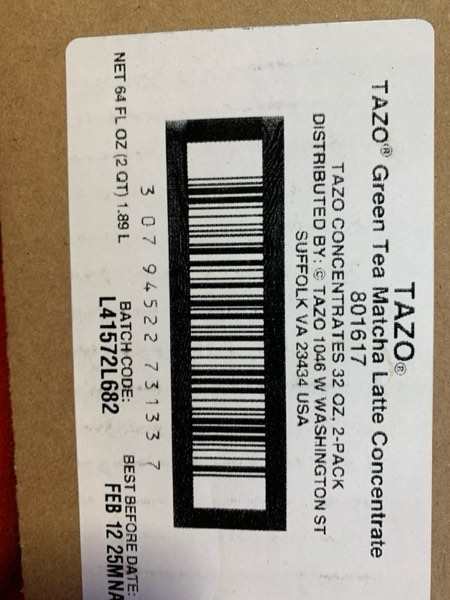 TAZO®
TAZO® Green Tea Matcha Latte Concentrate
801617
TAZO CONCENTRATES 32 OZ, 2-PACK
DISTRIBUTED BY: © TAZO 1046 W WASHINGTON ST
SUFFOLK VA 23434 USA
3 07 94522 73133 7
NET 64 FL OZ (2 QT) 1.89 L
BATCH CODE:
L41572L682
BEST BEFORE DATE:
FEB 12 25MNA